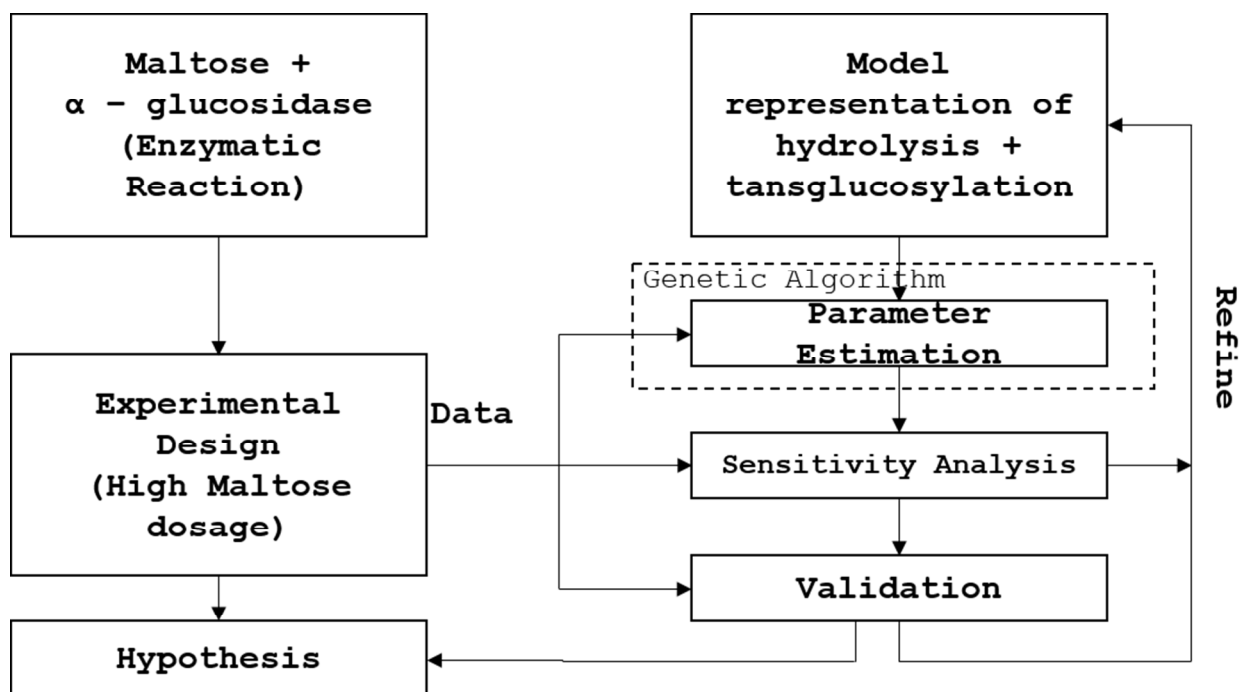 Maltose +
α – glucosidase
(Enzymatic
Reaction)
Model
representation of
hydrolysis +
tansglucosylation
Genetic Algorithm
Parameter
Estimation
Refine
Experimental
Design
(High Maltose
dosage)
Data
Sensitivity Analysis
Validation
Hypothesis